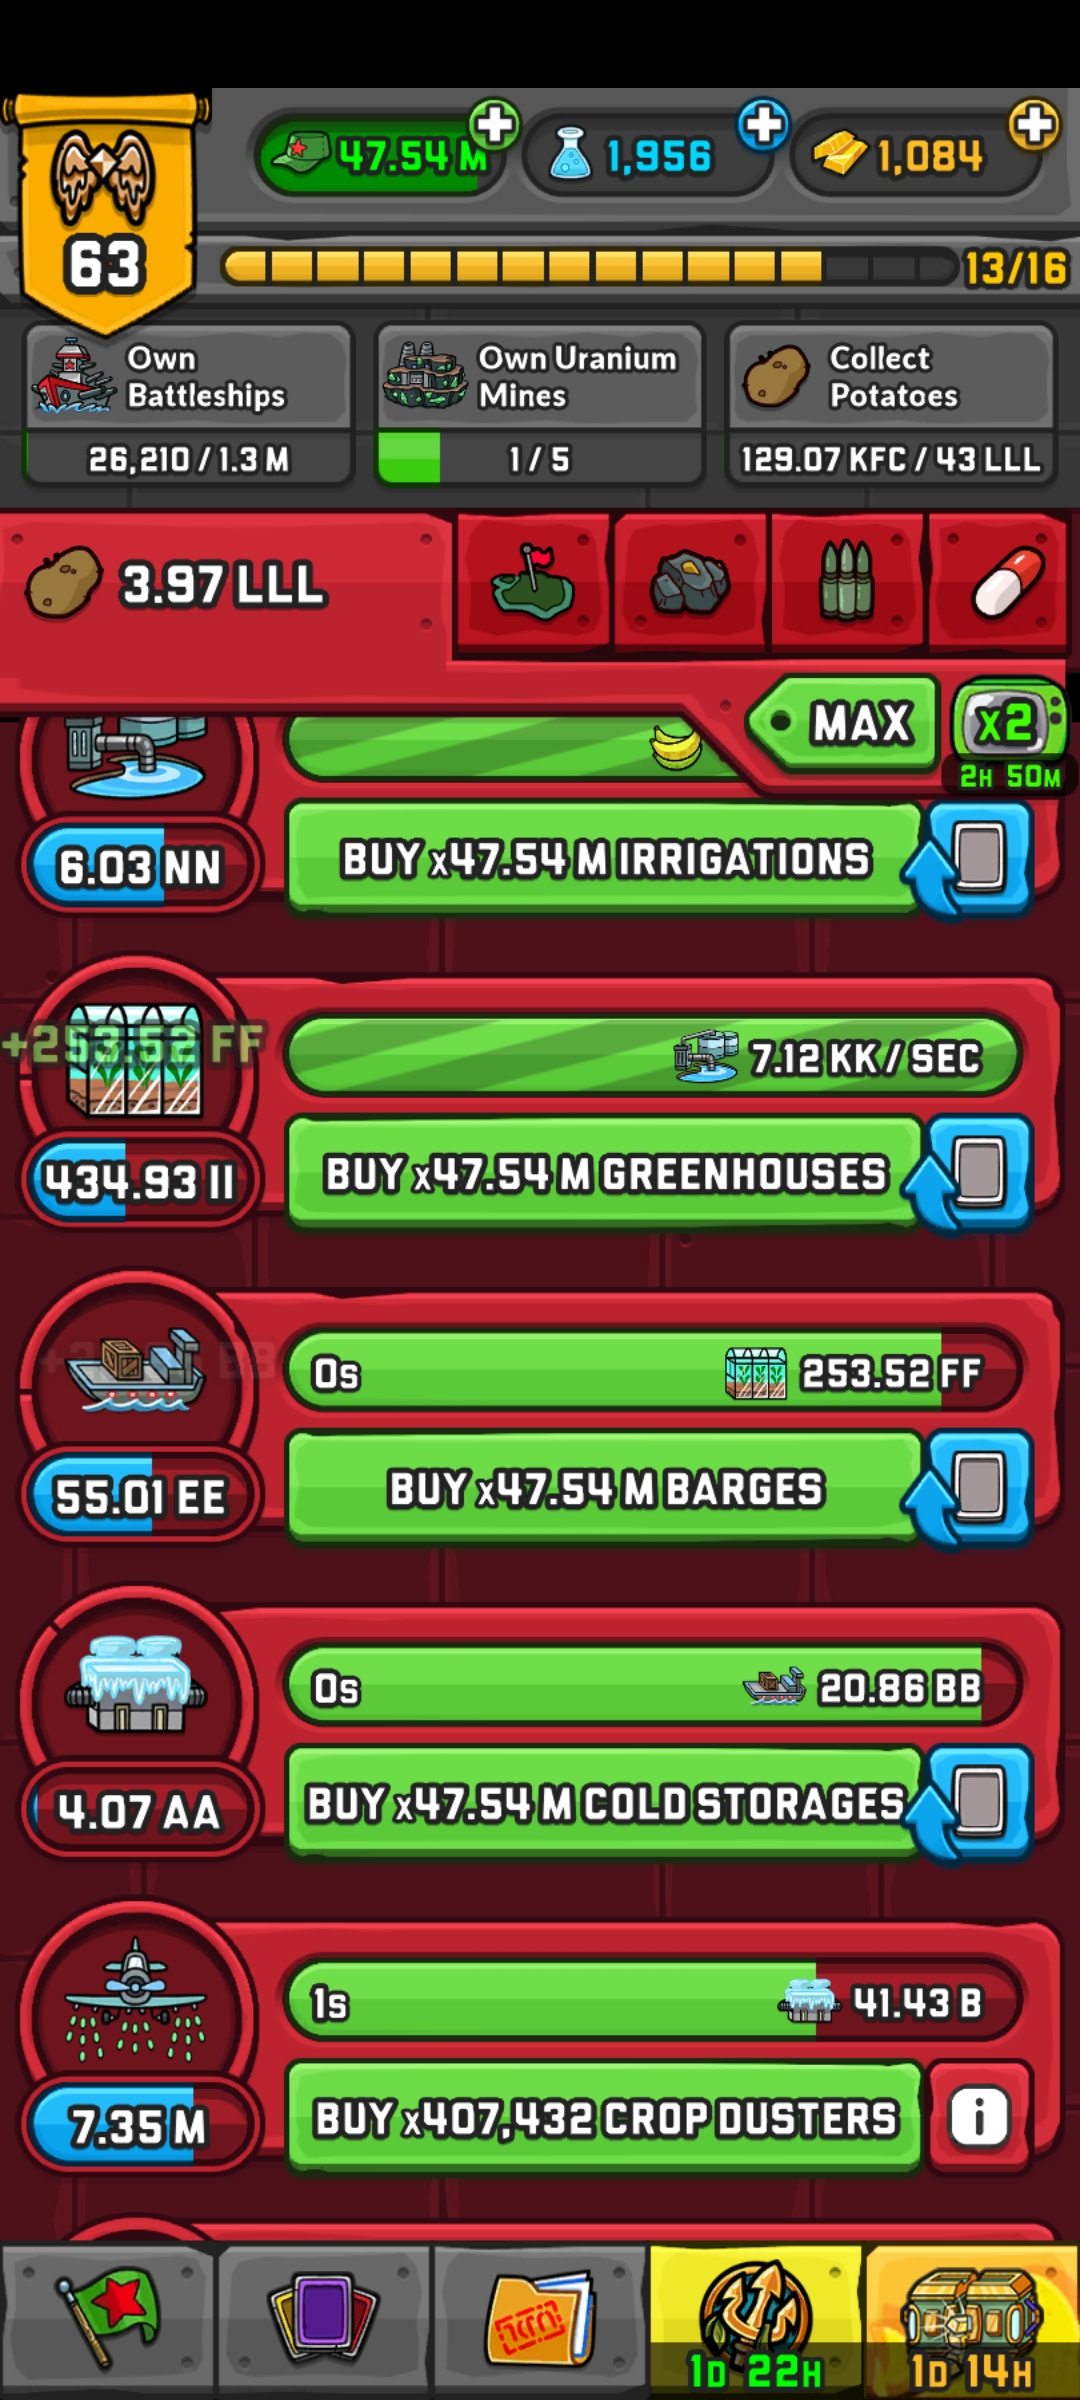 47.54 M
1,956
1,084
63
13/16
Own
Battleships
26,210 / 1.3 M
Own Uranium
Mines
1 / 5
Collect
Potatoes
129.07 KFC / 43 LLL
3.97 LLL
MAX
X2
2H 50M
6.03 NN
BUY x47.54 M IRRIGATIONS
+253.52 FF
7.12 KK / SEC
434.93 II
BUY x47.54 M GREENHOUSES
0s
253.52 FF
55.01 EE
BUY x47.54 M BARGES
0s
20.86 BB
4.07 AA
BUY x47.54 M COLD STORAGES
1s
41.43 B
7.35 M
BUY x407,432 CROP DUSTERS
i
1D 22H
1D 14H